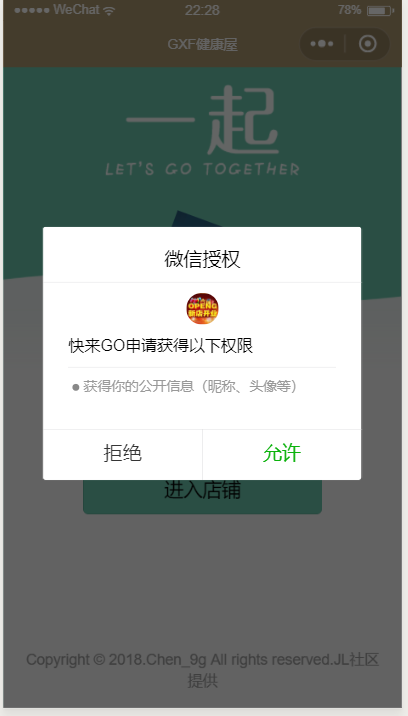 WeChat 22:28 78%
GXF健康屋
一起
LET'S GO TOGETHER
微信授权
OPENG
新店开业
快来GO申请获得以下权限
获得你的公开信息（昵称、头像等）
拒绝 允许
进入店铺
Copyright © 2018.Chen_9g All rights reserved.JL社区
提供